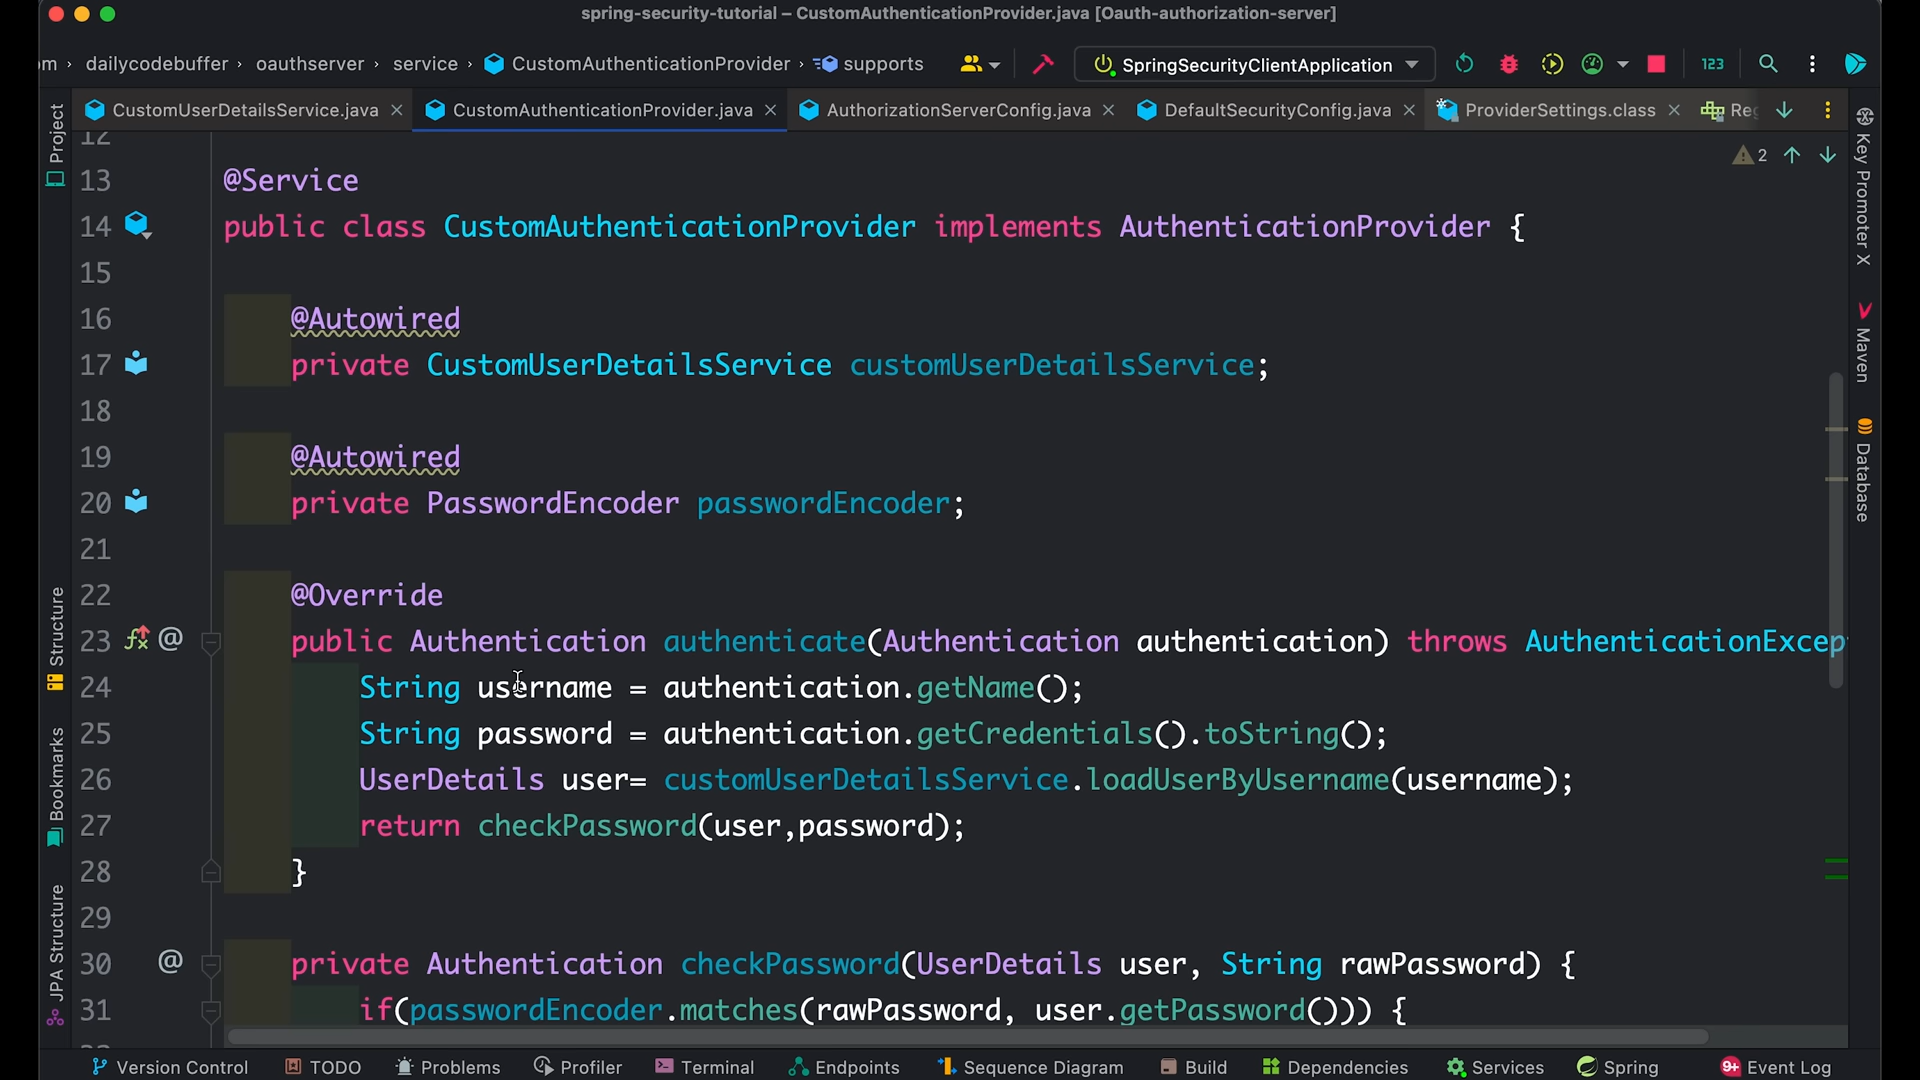 spring-security-tutorial – CustomAuthenticationProvider.java [Oauth-authorization-server]
om › dailycodebuffer › oauthserver › service › CustomAuthenticationProvider › supports
SpringSecurityClientApplication
123
CustomUserDetailsService.java
CustomAuthenticationProvider.java
AuthorizationServerConfig.java
DefaultSecurityConfig.java
ProviderSettings.class
Reg
2
12
13 @Service
14 public class CustomAuthenticationProvider implements AuthenticationProvider {
15
16 @Autowired
17 private CustomUserDetailsService customUserDetailsService;
18
19 @Autowired
20 private PasswordEncoder passwordEncoder;
21
22 @Override
23 public Authentication authenticate(Authentication authentication) throws AuthenticationExcep
24 String username = authentication.getName();
25 String password = authentication.getCredentials().toString();
26 UserDetails user= customUserDetailsService.loadUserByUsername(username);
27 return checkPassword(user,password);
28 }
29
30 private Authentication checkPassword(UserDetails user, String rawPassword) {
31 if(passwordEncoder.matches(rawPassword, user.getPassword())) {
Project
Structure
Bookmarks
JPA Structure
Key Promoter X
Maven
Database
Version Control
TODO
Problems
Profiler
Terminal
Endpoints
Sequence Diagram
Build
Dependencies
Services
Spring
9+ Event Log